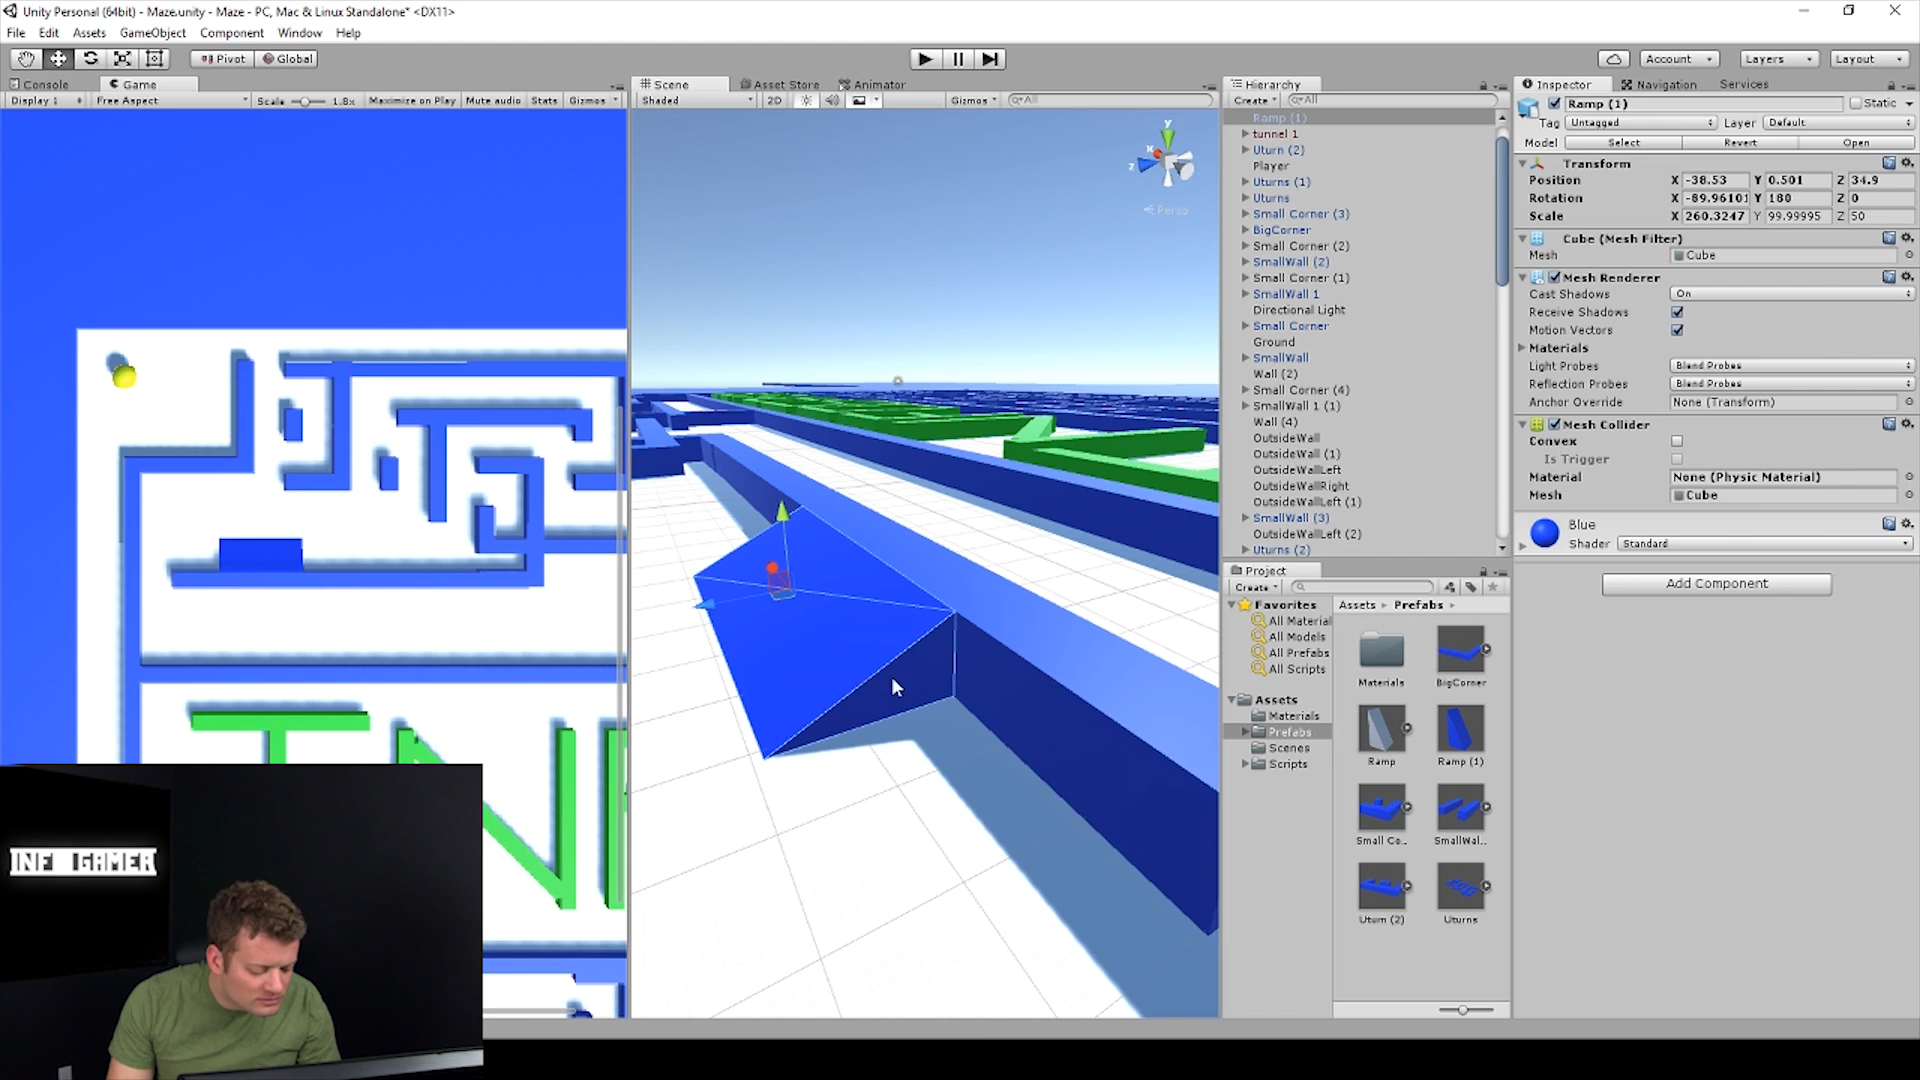 Unity Personal (64bit) - Maze.unity - Maze - PC, Mac & Linux Standalone* <DX11>
File Edit Assets GameObject Component Window Help
Pivot Global Account Layers Layout
Console Game
Display 1 Free Aspect Scale 1.8x Maximize on Play Mute audio Stats Gizmos
Scene Asset Store Animator
Shaded 2D Gizmos All
y
x
z
Persp
Hierarchy
Create All
Ramp (1)
tunnel 1
Uturn (2)
Player
Uturns (1)
Uturns
Small Corner (3)
BigCorner
Small Corner (2)
SmallWall (2)
Small Corner (1)
SmallWall 1
Directional Light
Small Corner
Ground
SmallWall
Wall (2)
Small Corner (4)
SmallWall 1 (1)
Wall (4)
OutsideWall
OutsideWall (1)
OutsideWallLeft
OutsideWallRight
OutsideWallLeft (1)
SmallWall (3)
OutsideWallLeft (2)
Uturns (2)
Project
Create
Favorites
All Material
All Models
All Prefabs
All Scripts
Assets
Materials
Prefabs
Scenes
Scripts
Assets Prefabs
Materials BigCorner
Ramp Ramp (1)
Small Co... SmallWal...
Uturn (2) Uturns
Inspector Navigation Services
Ramp (1) Static
Tag Untagged Layer Default
Model Select Revert Open
Transform
Position X -38.53 Y 0.501 Z 34.9
Rotation X -89.96101 Y 180 Z 0
Scale X 260.3247 Y 99.99995 Z 50
Cube (Mesh Filter)
Mesh Cube
Mesh Renderer
Cast Shadows On
Receive Shadows
Motion Vectors
Materials
Light Probes Blend Probes
Reflection Probes Blend Probes
Anchor Override None (Transform)
Mesh Collider
Convex
Is Trigger
Material None (Physic Material)
Mesh Cube
Blue
Shader Standard
Add Component
INF GAMER